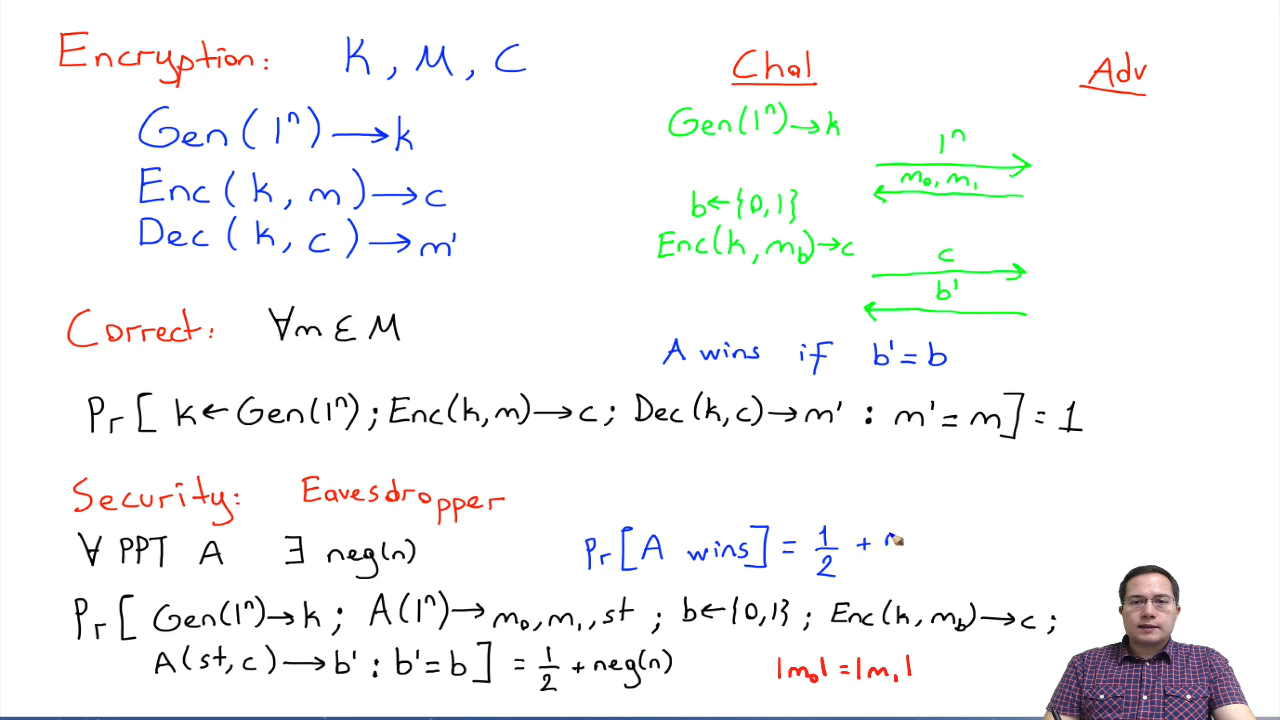 Encryption: K, M, C
Gen(1ⁿ) → k
Enc(k, m) → c
Dec(k, c) → m'
Chal
Adv
Gen(1ⁿ) → k
1ⁿ
m₀, m₁
b ← {0,1}
Enc(k, m_b) → c
c
b'
A wins if b' = b
Correct: ∀m ∈ M
Pr[ k ← Gen(1ⁿ) ; Enc(k,m) → c ; Dec(k,c) → m' : m' = m ] = 1
Security: Eavesdropper
∀ PPT A ∃ neg(n)
Pr[A wins] = 1/2 + n
Pr[ Gen(1ⁿ) → k ; A(1ⁿ) → m₀, m₁, st ; b ← {0,1} ; Enc(k, m_b) → c ;
A(st, c) → b' : b' = b ] = 1/2 + neg(n)
|m₀| = |m₁|